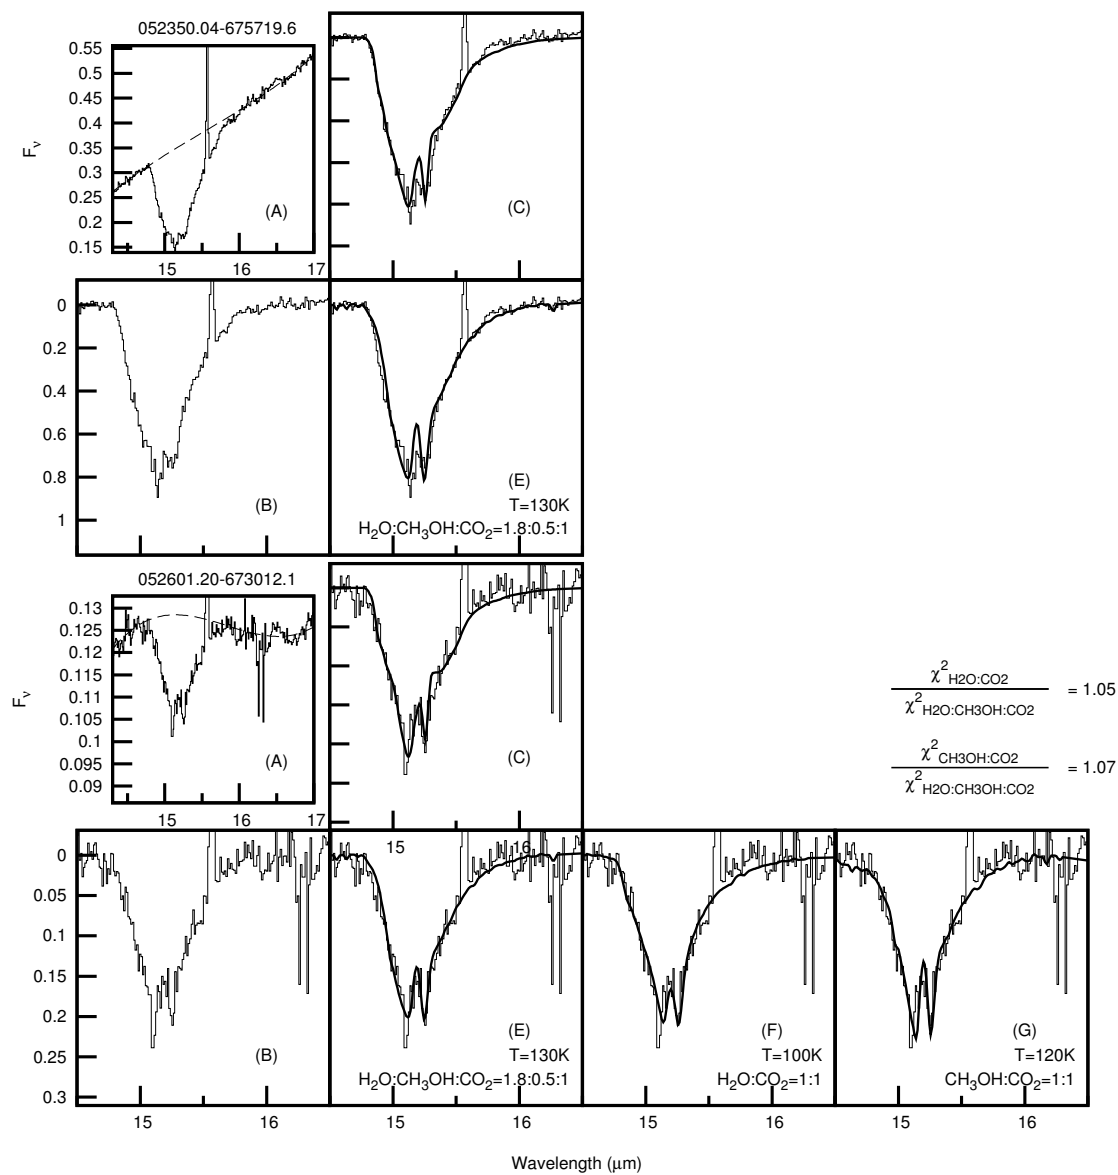 052350.04-675719.6
0.55
0.5
0.45
0.4
0.35
0.3
0.25
0.2
0.15
Fν
(A)
15 16 17
(C)
0
0.2
0.4
0.6
0.8
1
(B)
(E)
T=130K
H₂O:CH₃OH:CO₂=1.8:0.5:1
052601.20-673012.1
0.13
0.125
0.12
0.115
0.11
0.105
0.1
0.095
0.09
Fν
(A)
15 16 17
(C)
15 16
χ²H2O:CO2
χ²H2O:CH3OH:CO2
= 1.05
χ²CH3OH:CO2
χ²H2O:CH3OH:CO2
= 1.07
0
0.05
0.1
0.15
0.2
0.25
0.3
(B)
(E)
T=130K
H₂O:CH₃OH:CO₂=1.8:0.5:1
(F)
T=100K
H₂O:CO₂=1:1
(G)
T=120K
CH₃OH:CO₂=1:1
15 16 15 16 15 16 15 16
Wavelength (μm)